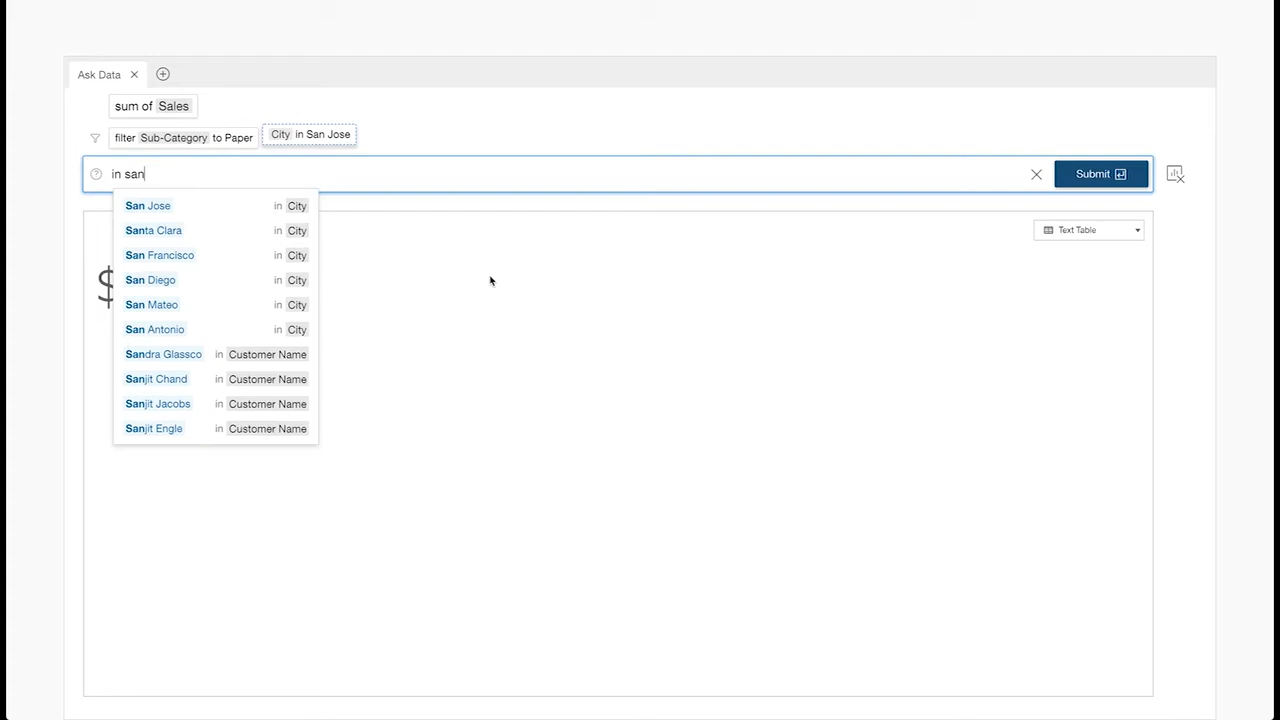 Ask Data
sum of Sales
filter Sub-Category to Paper
City in San Jose
in san
Submit
San Jose in City
Santa Clara in City
San Francisco in City
San Diego in City
San Mateo in City
San Antonio in City
Sandra Glassco in Customer Name
Sanjit Chand in Customer Name
Sanjit Jacobs in Customer Name
Sanjit Engle in Customer Name
Text Table
$